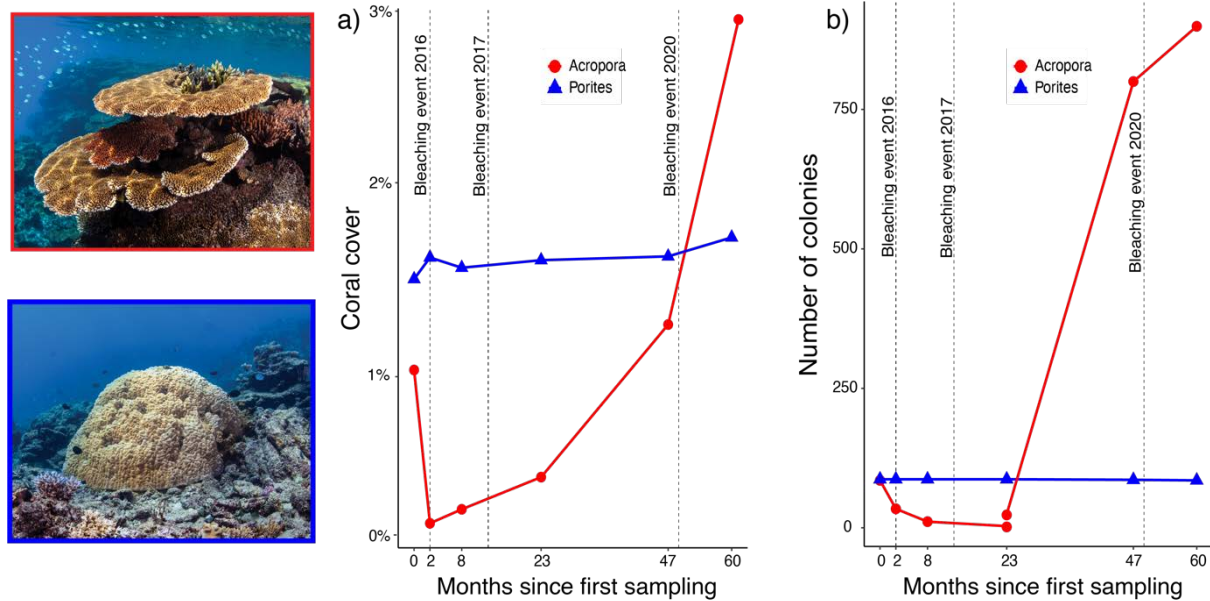 a)
3%
2%
1%
0%
Coral cover
Bleaching event 2016
Bleaching event 2017
Bleaching event 2020
Acropora
Porites
0 2 8 23 47 60
Months since first sampling
b)
750
500
250
0
Number of colonies
Bleaching event 2016
Bleaching event 2017
Bleaching event 2020
Acropora
Porites
0 2 8 23 47 60
Months since first sampling